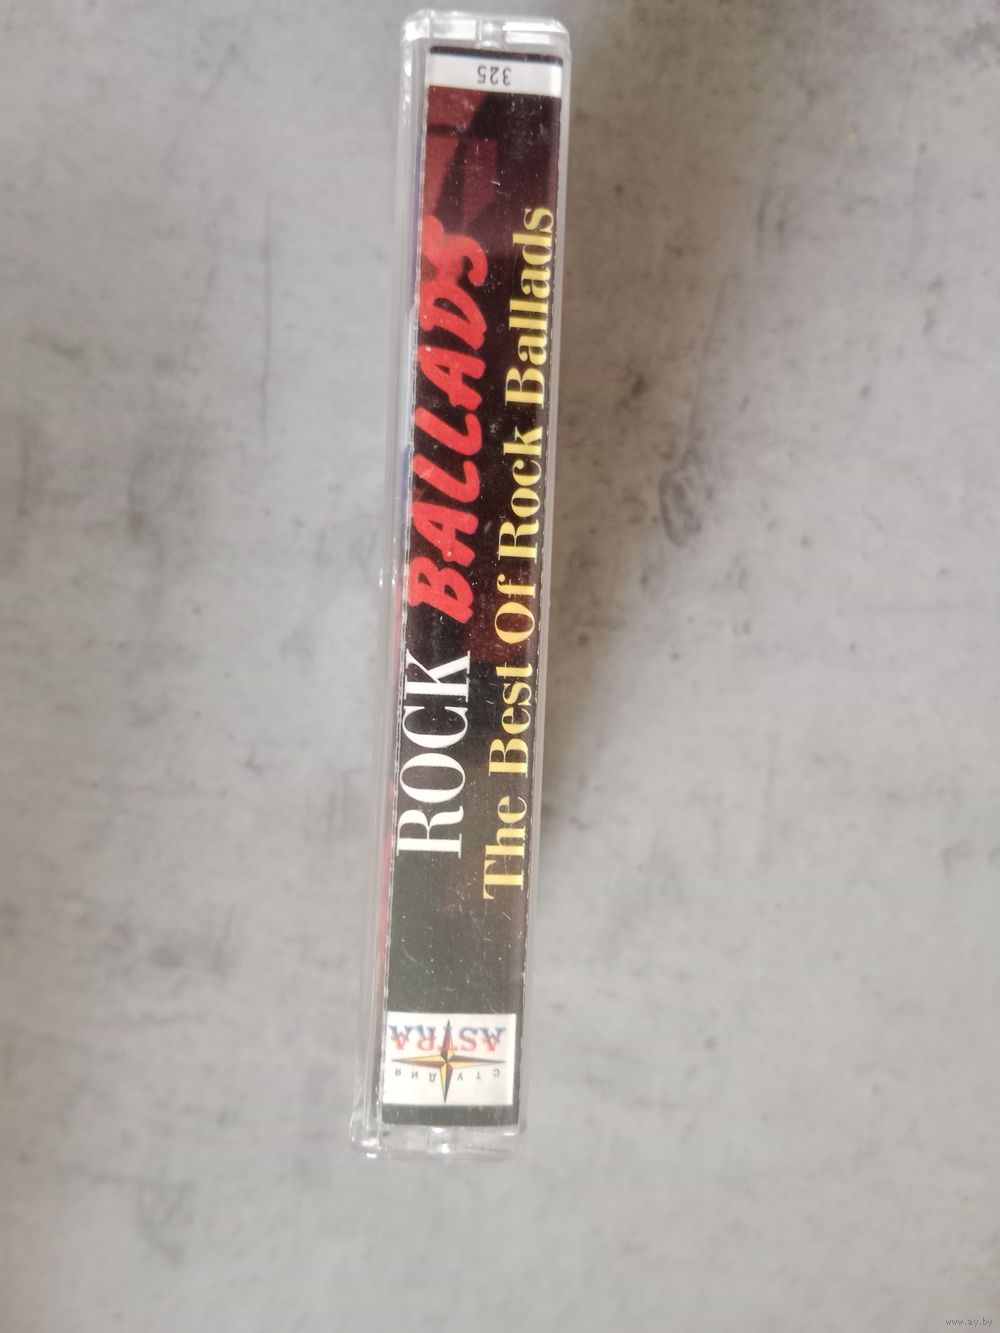 325
ROCK BALLADS
The Best Of Rock Ballads
СТУДИЯ
ASTRA
www.ay.by